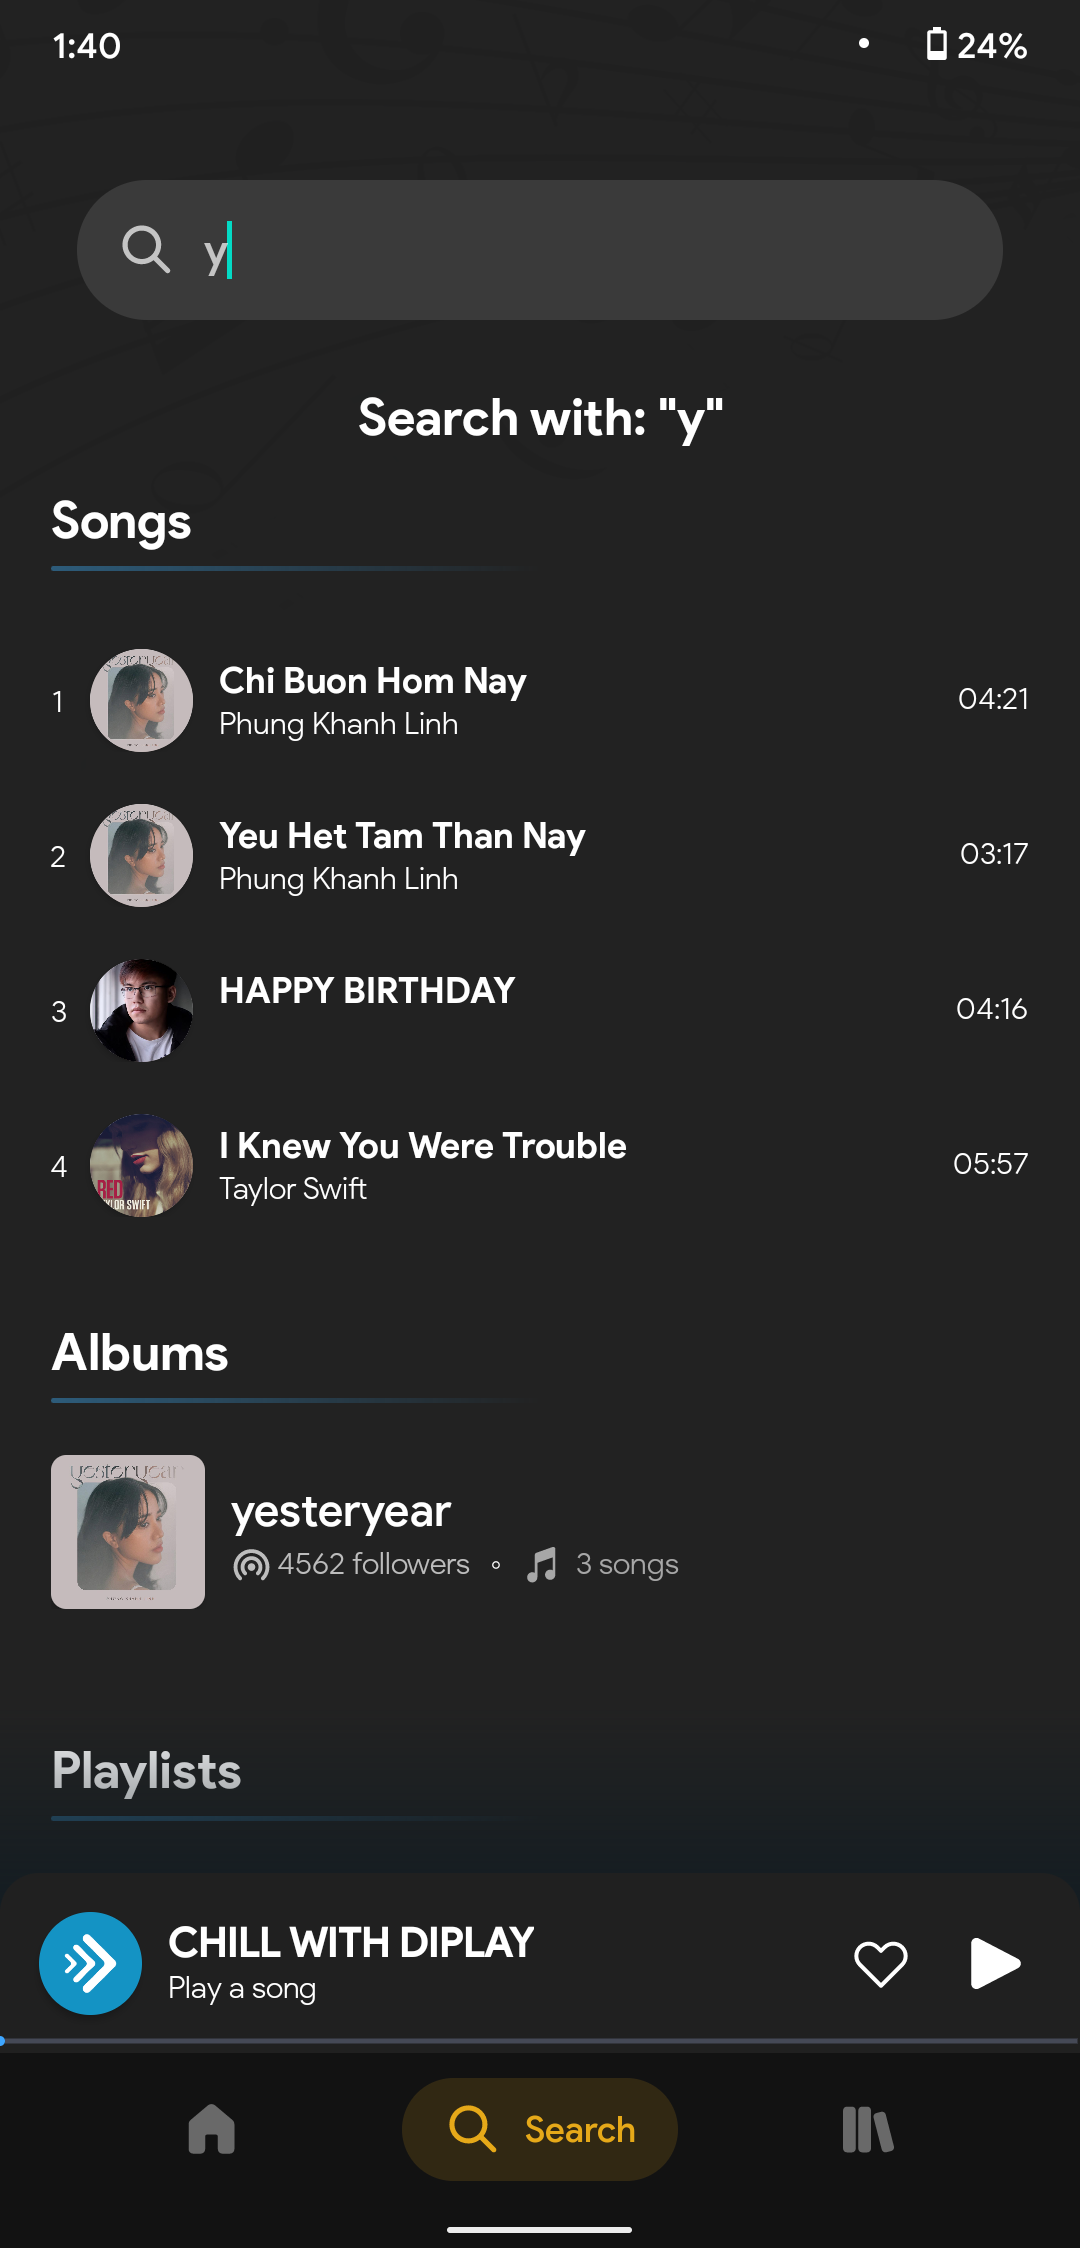 1:40
24%
y
Search with: "y"
Songs
1
Chi Buon Hom Nay
Phung Khanh Linh
04:21
2
Yeu Het Tam Than Nay
Phung Khanh Linh
03:17
3
HAPPY BIRTHDAY
04:16
4
RED
I Knew You Were Trouble
Taylor Swift
05:57
Albums
yesteryear
yesteryear
4562 followers
3 songs
Playlists
CHILL WITH DIPLAY
Play a song
Search